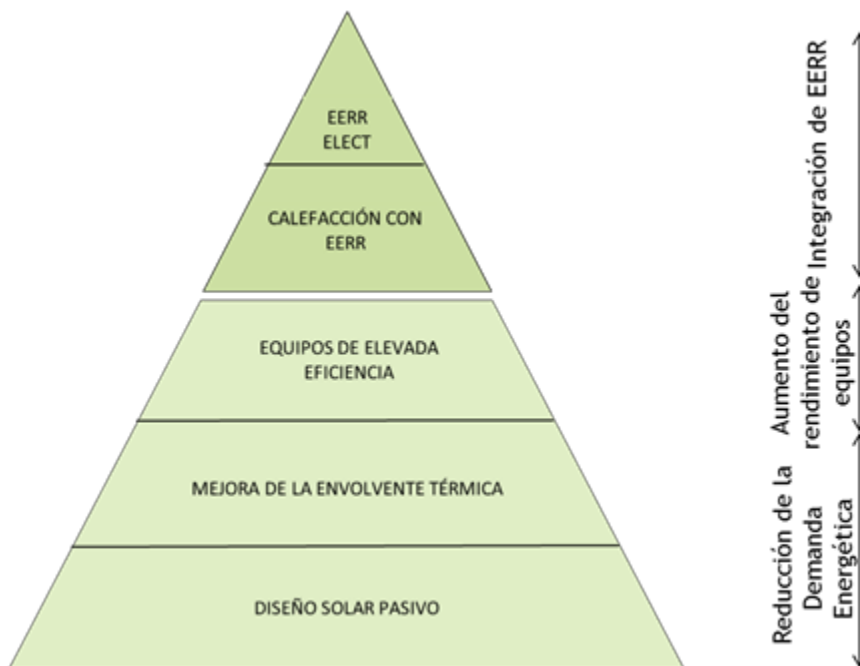 EERR
ELECT
CALEFACCIÓN CON
EERR
EQUIPOS DE ELEVADA
EFICIENCIA
MEJORA DE LA ENVOLVENTE TÉRMICA
DISEÑO SOLAR PASIVO
Integración de EERR
Aumento del
rendimiento de
equipos
Reducción de la
Demanda
Energética